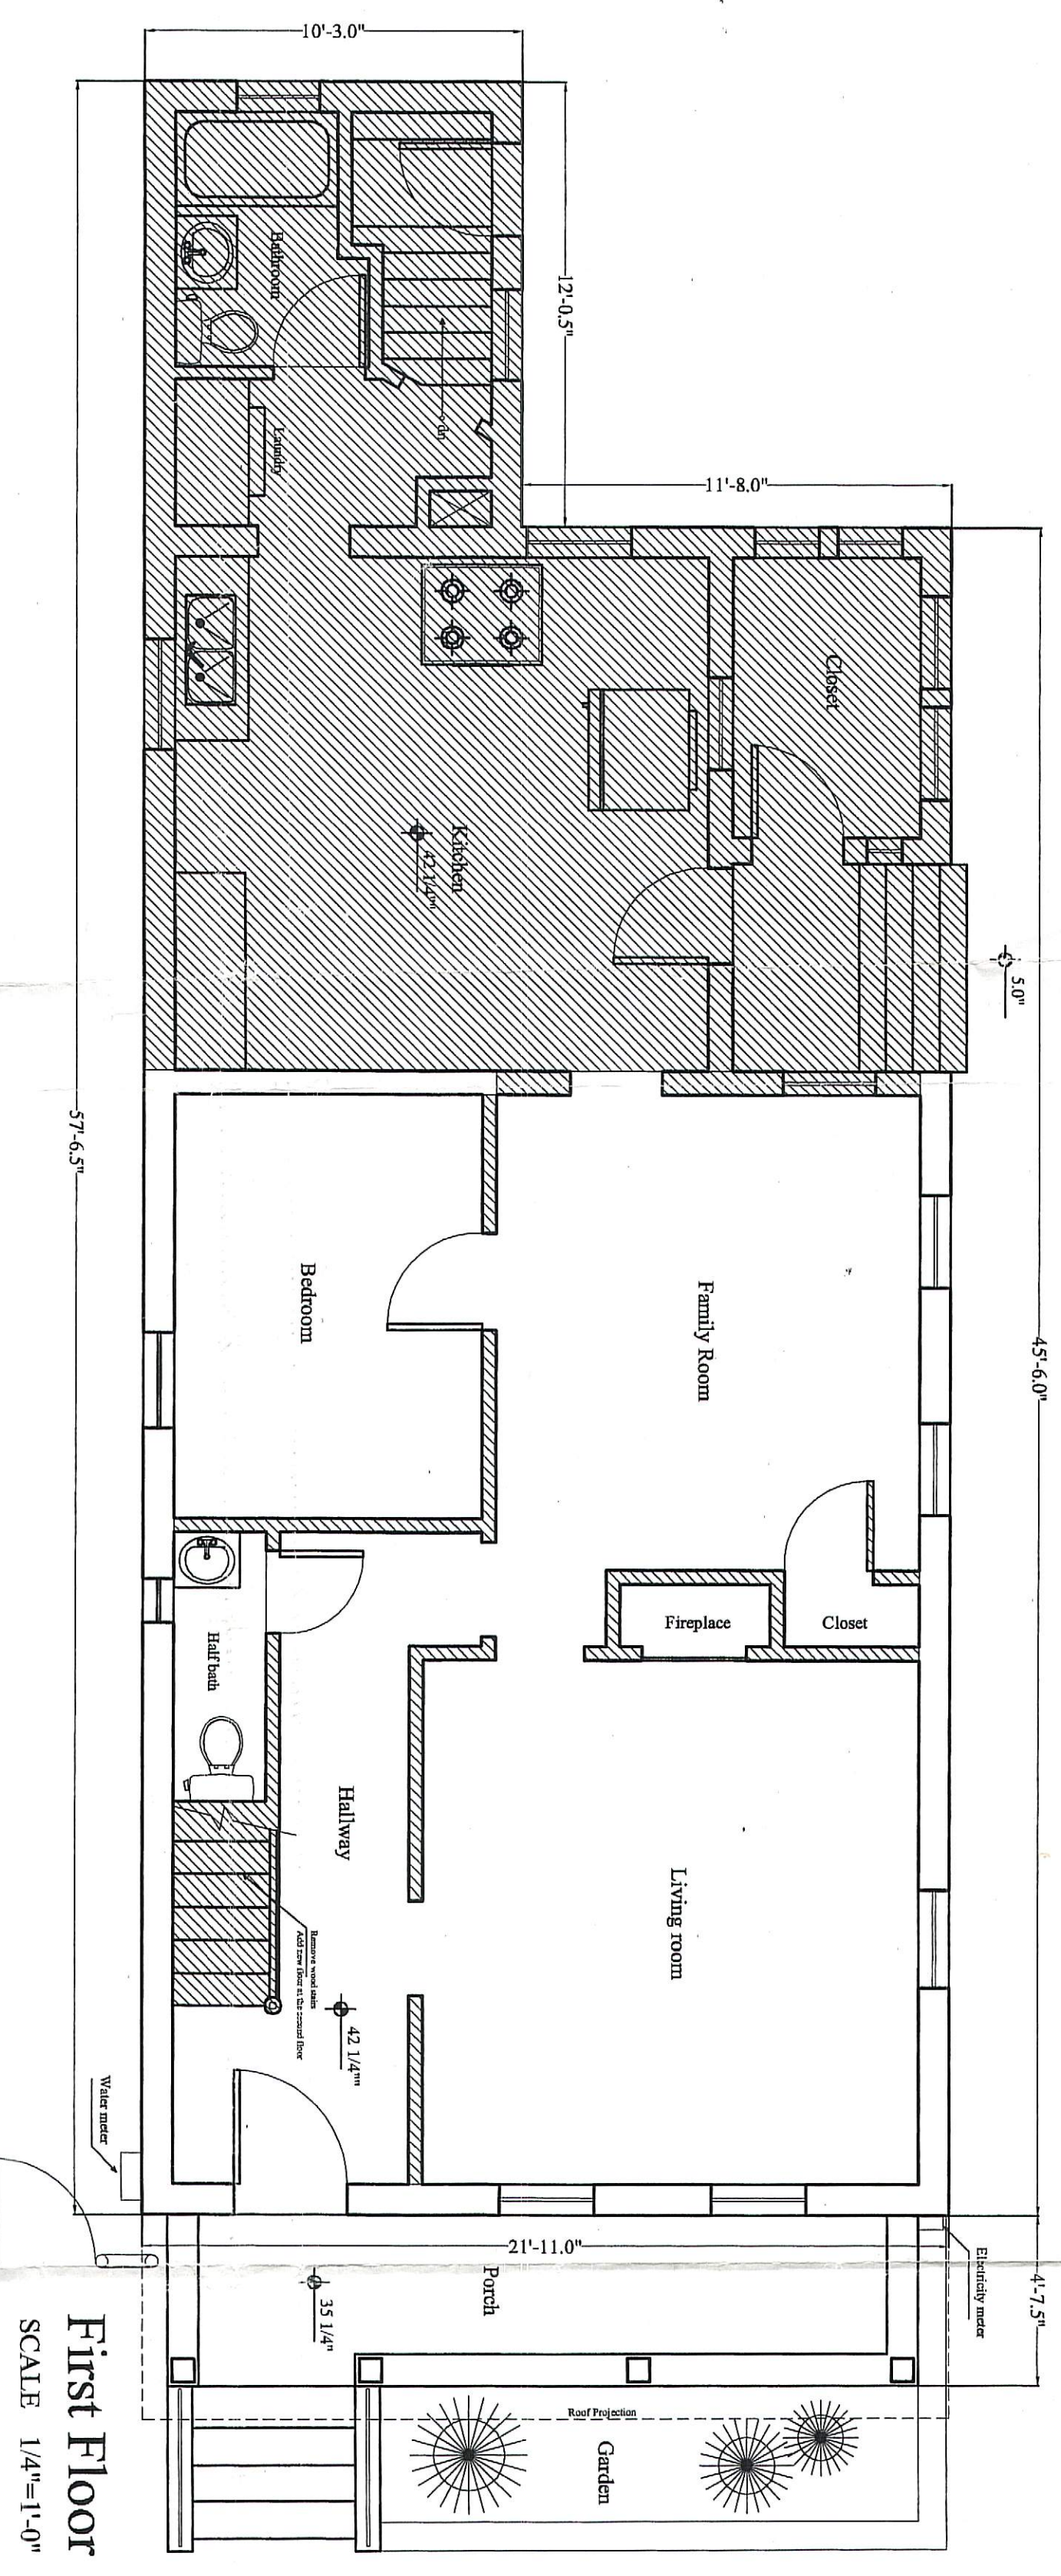 10'-3.0"
12'-0.5"
11'-8.0"
Bathroom
dn
Laundry
Closet
Kitchen
42 1/4""
5.0"
57'-6.5"
45'-6.0"
Bedroom
Family Room
Fireplace
Closet
Half bath
Hallway
Living room
Remove wood stairs
Add new floor at the second floor
42 1/4""
Water meter
21'-11.0"
Electricity meter
4'-7.5"
Porch
35 1/4"
Roof Projection
Garden
First Floor
SCALE 1/4"=1'-0"